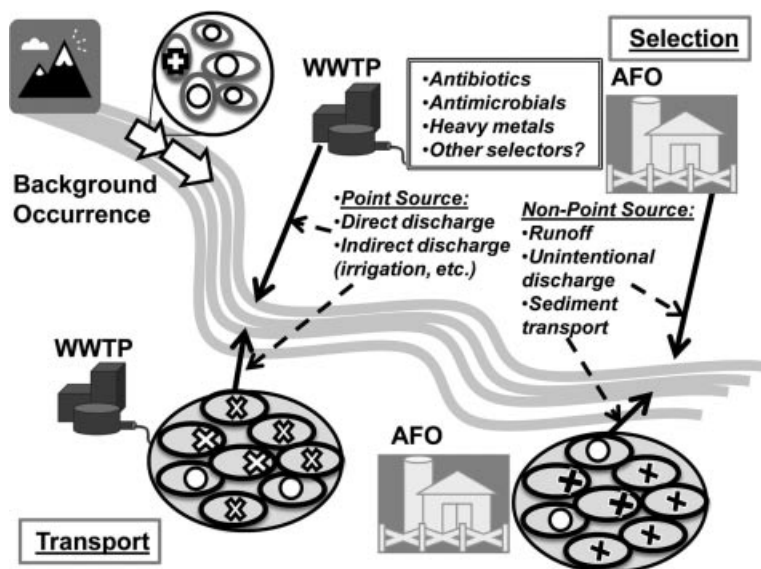 Selection
WWTP
•Antibiotics
•Antimicrobials
•Heavy metals
•Other selectors?
AFO
Background
Occurrence
•Point Source:
•Direct discharge
•Indirect discharge
(irrigation, etc.)
Non-Point Source:
•Runoff
•Unintentional
discharge
•Sediment
transport
WWTP
AFO
Transport